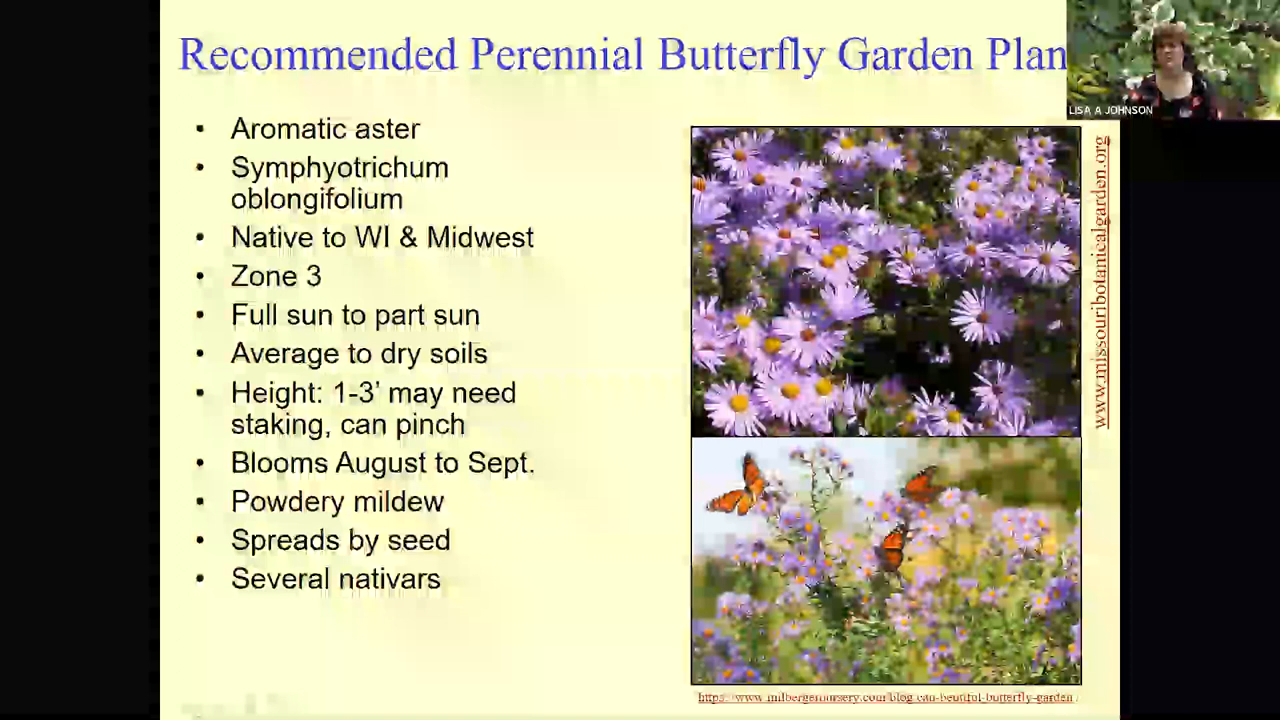 Recommended Perennial Butterfly Garden Plan
LISA A JOHNSON
• Aromatic aster
• Symphyotrichum
oblongifolium
• Native to WI & Midwest
• Zone 3
• Full sun to part sun
• Average to dry soils
• Height: 1-3’ may need
staking, can pinch
• Blooms August to Sept.
• Powdery mildew
• Spreads by seed
• Several nativars
www.missouribotanicalgarden.org